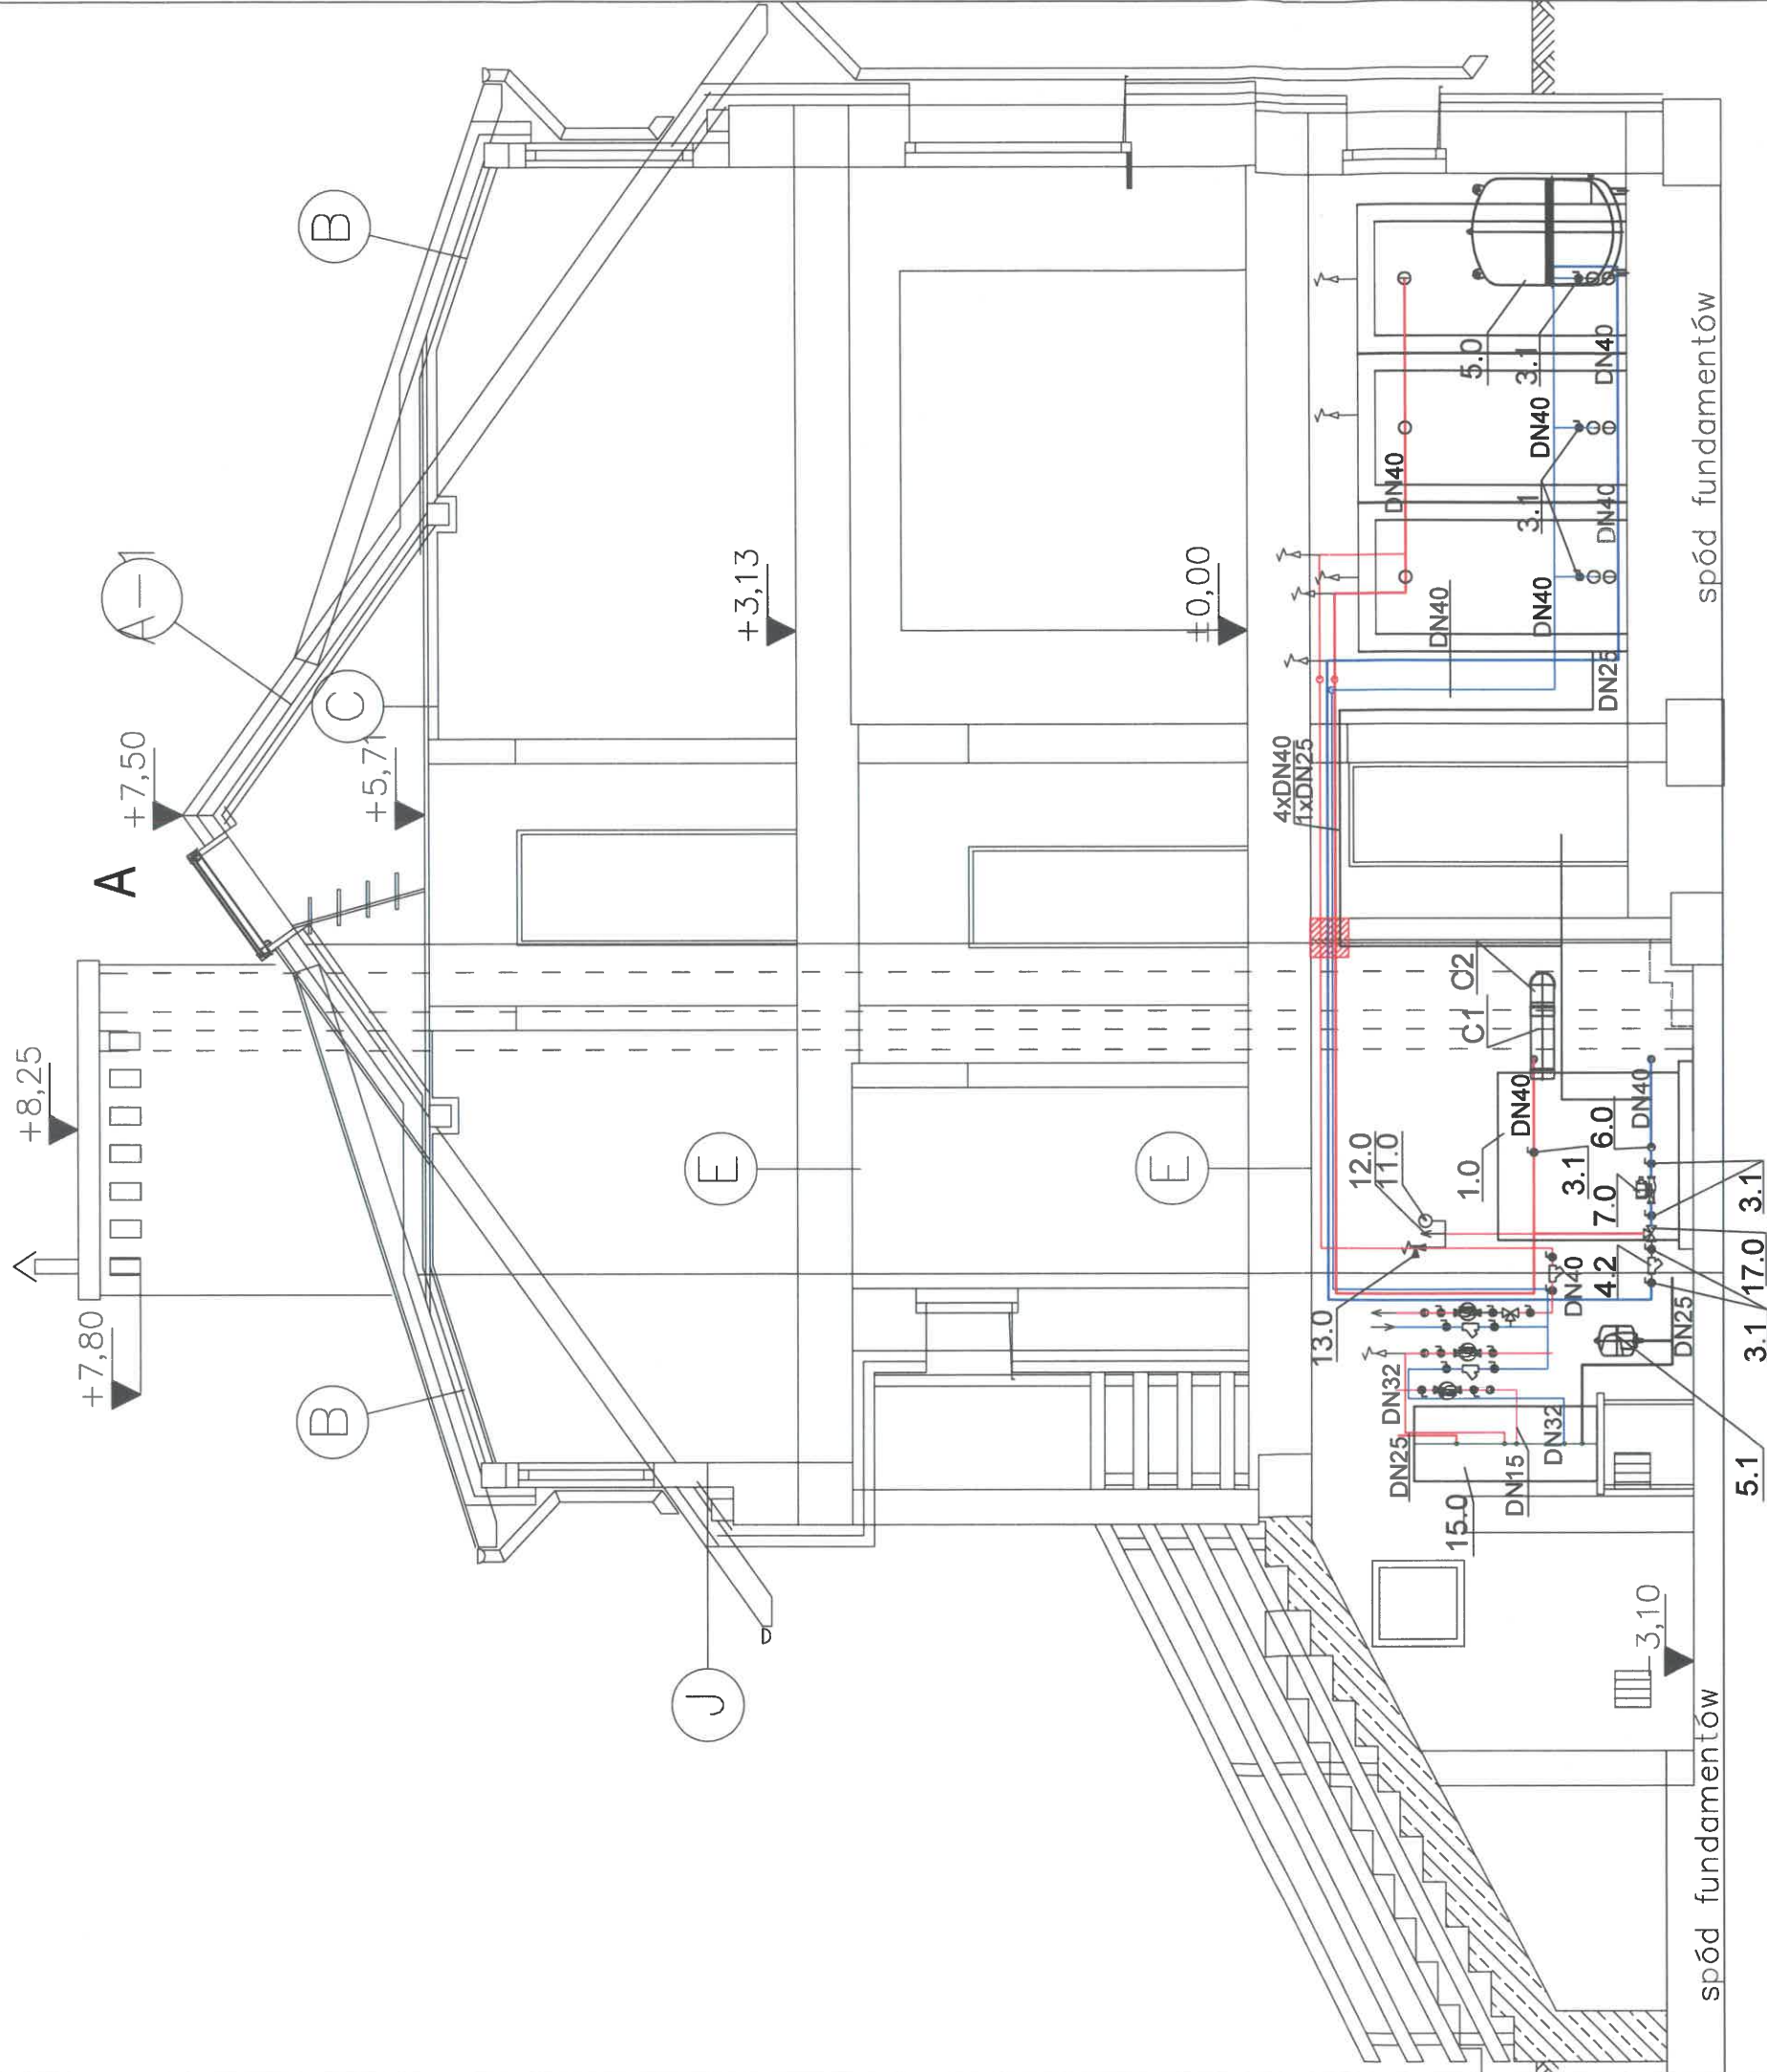 +7,80
+8,25
A
+7,50
A-1
B
B
C
+5,71
J
E
+3,13
E
±0,00
13.0
12.0
11.0
4xDN40
1xDN25
DN40
DN25
DN32
15.0
DN15
DN32
DN40
4.2
7.0
6.0
3.1
1.0
DN40
DN40
C1
C2
DN40
DN40
DN40
DN25
3.1
DN40
DN40
5.0
3.1
DN40
DN25
5.1
3.1
17.0
3.1
3,10
spód fundamentów
spód fundamentów